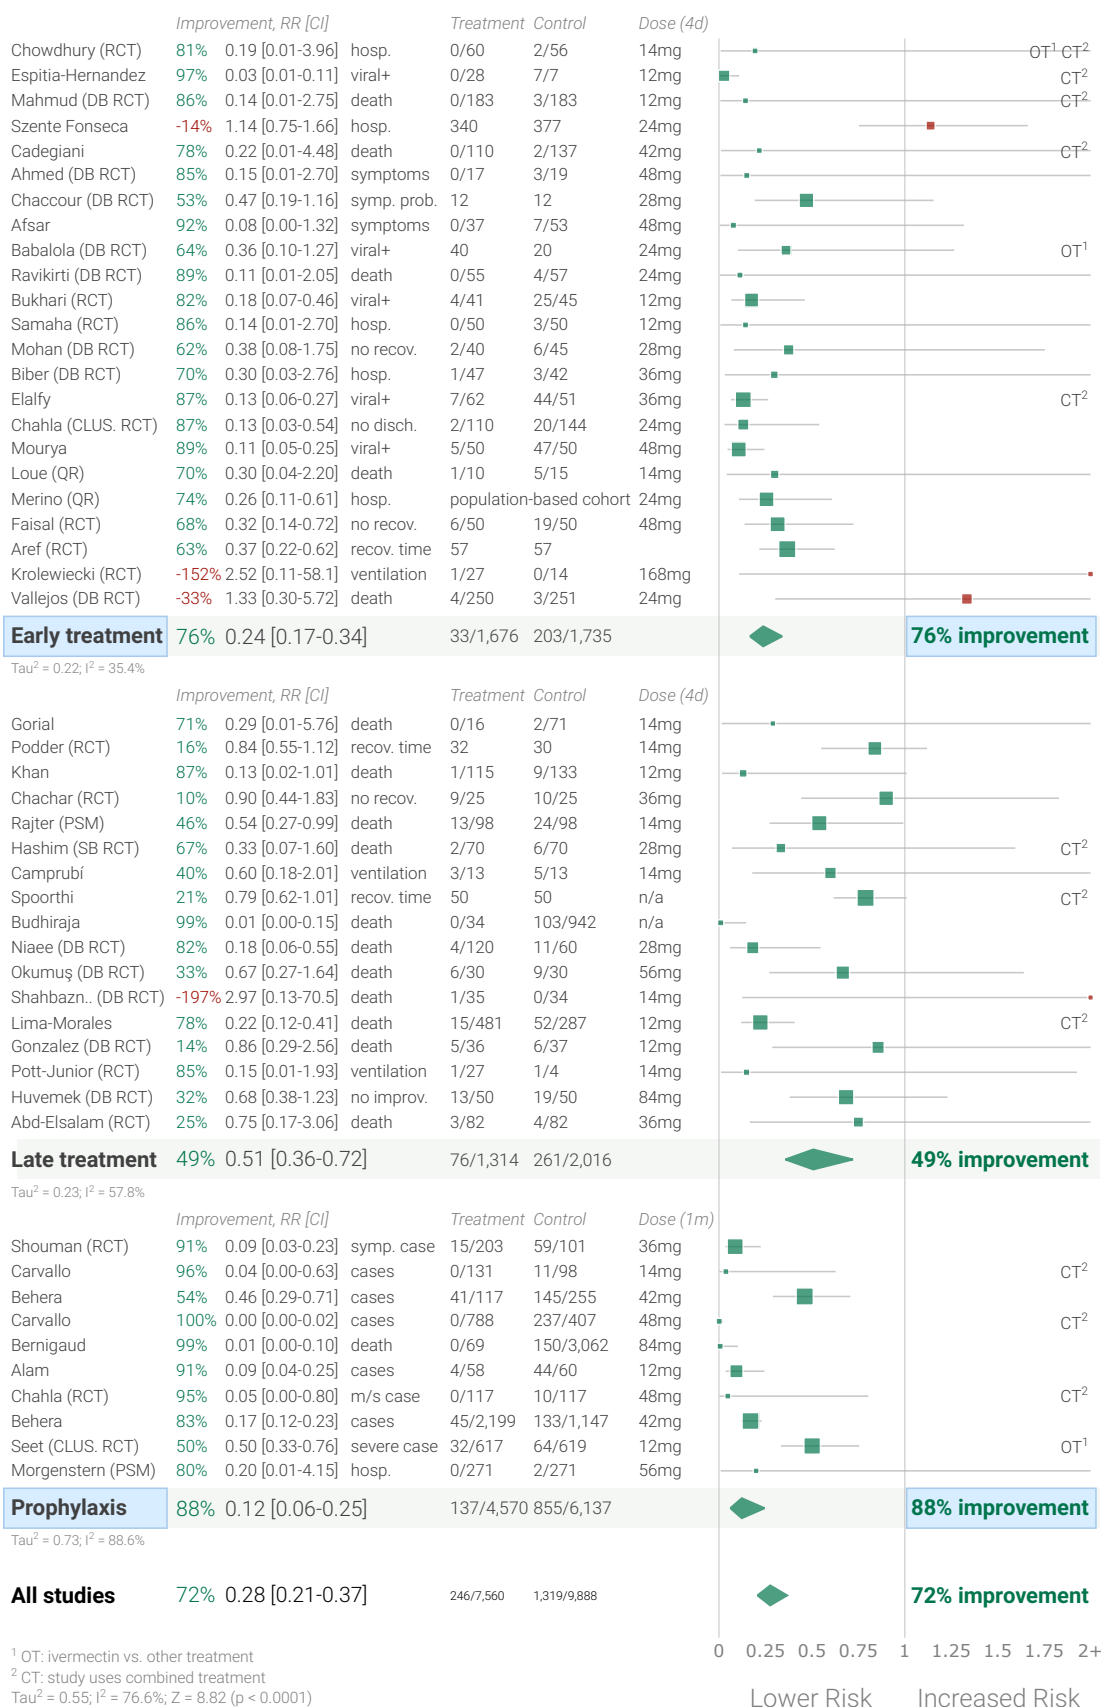 Improvement, RR [CI] Treatment Control Dose (4d)
Chowdhury (RCT) 81% 0.19 [0.01-3.96] hosp. 0/60 2/56 14mg OT1 CT2
Espitia-Hernandez 97% 0.03 [0.01-0.11] viral+ 0/28 7/7 12mg CT2
Mahmud (DB RCT) 86% 0.14 [0.01-2.75] death 0/183 3/183 12mg CT2
Szente Fonseca -14% 1.14 [0.75-1.66] hosp. 340 377 24mg
Cadegiani 78% 0.22 [0.01-4.48] death 0/110 2/137 42mg CT2
Ahmed (DB RCT) 85% 0.15 [0.01-2.70] symptoms 0/17 3/19 48mg
Chaccour (DB RCT) 53% 0.47 [0.19-1.16] symp. prob. 12 12 28mg
Afsar 92% 0.08 [0.00-1.32] symptoms 0/37 7/53 48mg
Babalola (DB RCT) 64% 0.36 [0.10-1.27] viral+ 40 20 24mg OT1
Ravikirti (DB RCT) 89% 0.11 [0.01-2.05] death 0/55 4/57 24mg
Bukhari (RCT) 82% 0.18 [0.07-0.46] viral+ 4/41 25/45 12mg
Samaha (RCT) 86% 0.14 [0.01-2.70] hosp. 0/50 3/50 12mg
Mohan (DB RCT) 62% 0.38 [0.08-1.75] no recov. 2/40 6/45 28mg
Biber (DB RCT) 70% 0.30 [0.03-2.76] hosp. 1/47 3/42 36mg
Elalfy 87% 0.13 [0.06-0.27] viral+ 7/62 44/51 36mg CT2
Chahla (CLUS. RCT) 87% 0.13 [0.03-0.54] no disch. 2/110 20/144 24mg
Mourya 89% 0.11 [0.05-0.25] viral+ 5/50 47/50 48mg
Loue (QR) 70% 0.30 [0.04-2.20] death 1/10 5/15 14mg
Merino (QR) 74% 0.26 [0.11-0.61] hosp. population-based cohort 24mg
Faisal (RCT) 68% 0.32 [0.14-0.72] no recov. 6/50 19/50 48mg
Aref (RCT) 63% 0.37 [0.22-0.62] recov. time 57 57
Krolewiecki (RCT) -152% 2.52 [0.11-58.1] ventilation 1/27 0/14 168mg
Vallejos (DB RCT) -33% 1.33 [0.30-5.72] death 4/250 3/251 24mg
Early treatment 76% 0.24 [0.17-0.34] 33/1,676 203/1,735 76% improvement
Tau2 = 0.22; I2 = 35.4%
Improvement, RR [CI] Treatment Control Dose (4d)
Gorial 71% 0.29 [0.01-5.76] death 0/16 2/71 14mg
Podder (RCT) 16% 0.84 [0.55-1.12] recov. time 32 30 14mg
Khan 87% 0.13 [0.02-1.01] death 1/115 9/133 12mg
Chachar (RCT) 10% 0.90 [0.44-1.83] no recov. 9/25 10/25 36mg
Rajter (PSM) 46% 0.54 [0.27-0.99] death 13/98 24/98 14mg
Hashim (SB RCT) 67% 0.33 [0.07-1.60] death 2/70 6/70 28mg CT2
Camprubí 40% 0.60 [0.18-2.01] ventilation 3/13 5/13 14mg
Spoorthi 21% 0.79 [0.62-1.01] recov. time 50 50 n/a CT2
Budhiraja 99% 0.01 [0.00-0.15] death 0/34 103/942 n/a
Niaee (DB RCT) 82% 0.18 [0.06-0.55] death 4/120 11/60 28mg
Okumuş (DB RCT) 33% 0.67 [0.27-1.64] death 6/30 9/30 56mg
Shahbazn.. (DB RCT) -197% 2.97 [0.13-70.5] death 1/35 0/34 14mg
Lima-Morales 78% 0.22 [0.12-0.41] death 15/481 52/287 12mg CT2
Gonzalez (DB RCT) 14% 0.86 [0.29-2.56] death 5/36 6/37 12mg
Pott-Junior (RCT) 85% 0.15 [0.01-1.93] ventilation 1/27 1/4 14mg
Huvemek (DB RCT) 32% 0.68 [0.38-1.23] no improv. 13/50 19/50 84mg
Abd-Elsalam (RCT) 25% 0.75 [0.17-3.06] death 3/82 4/82 36mg
Late treatment 49% 0.51 [0.36-0.72] 76/1,314 261/2,016 49% improvement
Tau2 = 0.23; I2 = 57.8%
Improvement, RR [CI] Treatment Control Dose (1m)
Shouman (RCT) 91% 0.09 [0.03-0.23] symp. case 15/203 59/101 36mg
Carvallo 96% 0.04 [0.00-0.63] cases 0/131 11/98 14mg CT2
Behera 54% 0.46 [0.29-0.71] cases 41/117 145/255 42mg
Carvallo 100% 0.00 [0.00-0.02] cases 0/788 237/407 48mg CT2
Bernigaud 99% 0.01 [0.00-0.10] death 0/69 150/3,062 84mg
Alam 91% 0.09 [0.04-0.25] cases 4/58 44/60 12mg
Chahla (RCT) 95% 0.05 [0.00-0.80] m/s case 0/117 10/117 48mg CT2
Behera 83% 0.17 [0.12-0.23] cases 45/2,199 133/1,147 42mg
Seet (CLUS. RCT) 50% 0.50 [0.33-0.76] severe case 32/617 64/619 12mg OT1
Morgenstern (PSM) 80% 0.20 [0.01-4.15] hosp. 0/271 2/271 56mg
Prophylaxis 88% 0.12 [0.06-0.25] 137/4,570 855/6,137 88% improvement
Tau2 = 0.73; I2 = 88.6%
All studies 72% 0.28 [0.21-0.37] 246/7,560 1,319/9,888 72% improvement
0 0.25 0.5 0.75 1 1.25 1.5 1.75 2+
1 OT: ivermectin vs. other treatment
2 CT: study uses combined treatment
Tau2 = 0.55; I2 = 76.6%; Z = 8.82 (p < 0.0001)
Lower Risk Increased Risk